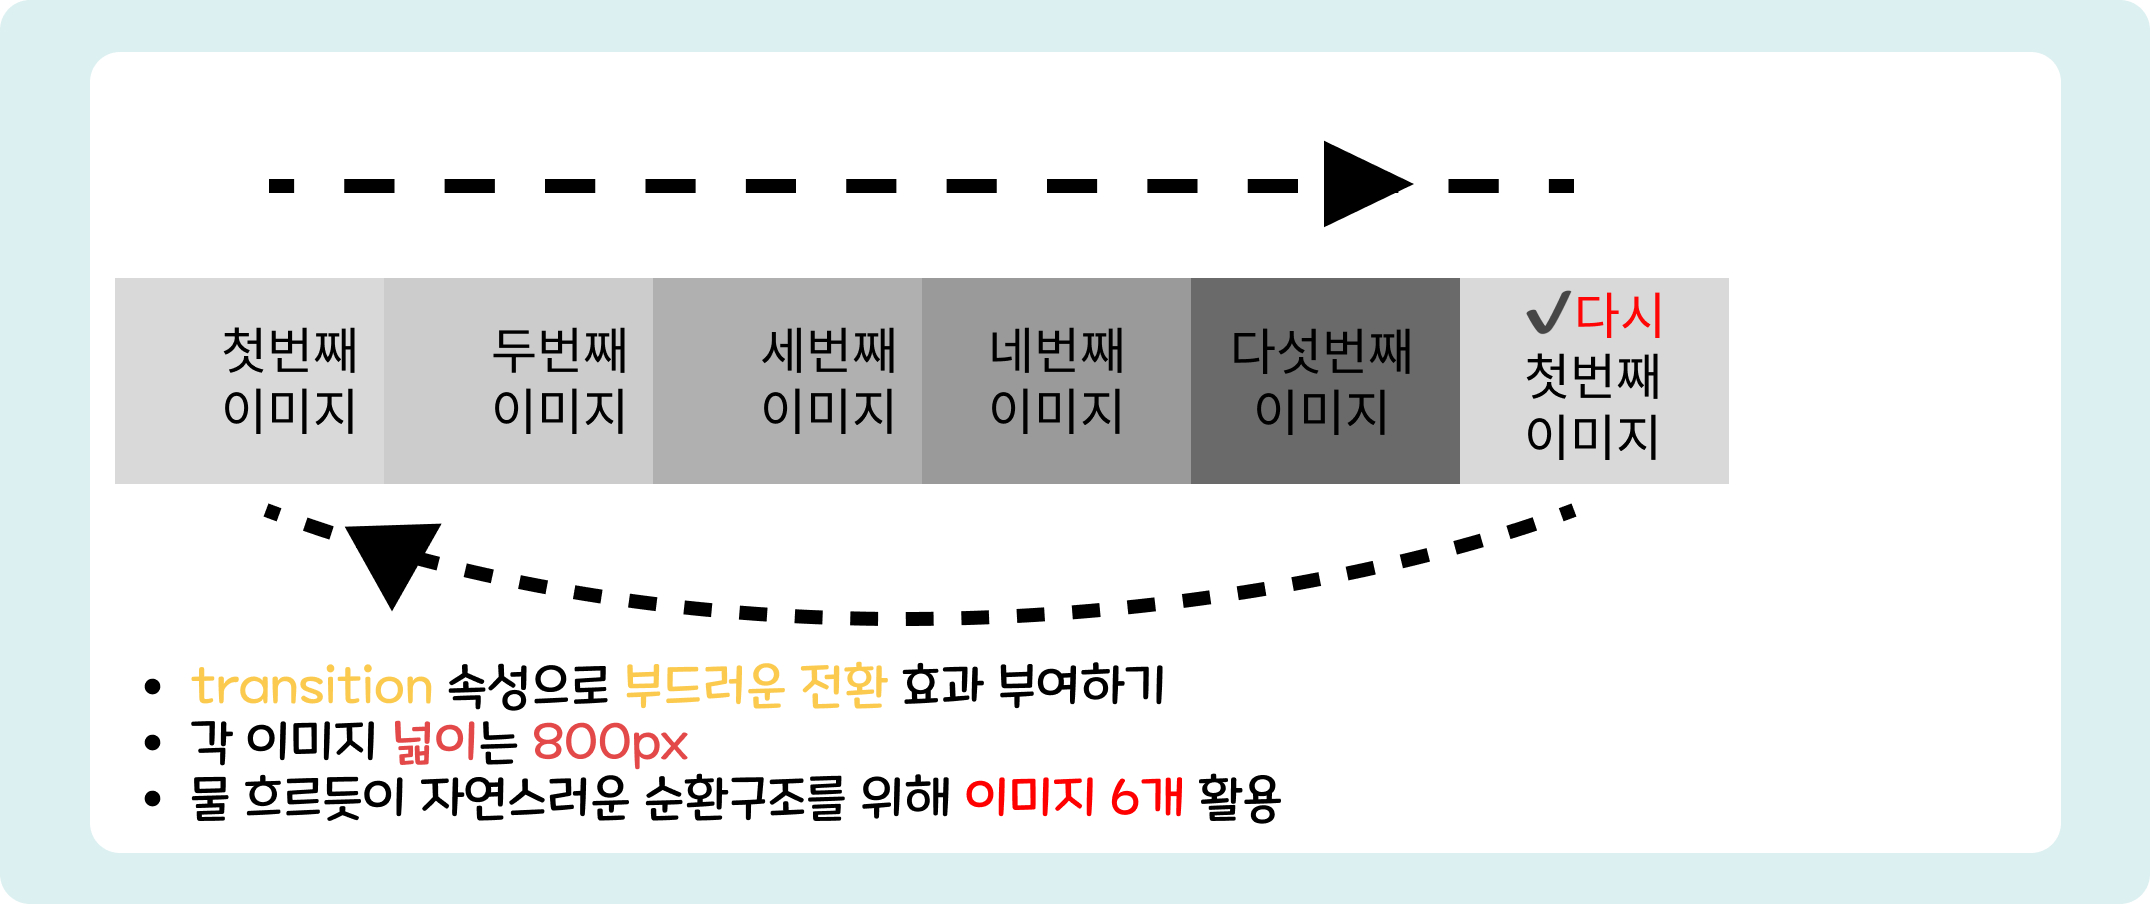 첫번째
이미지
두번째
이미지
세번째
이미지
네번째
이미지
다섯번째
이미지
✔다시
첫번째
이미지
• transition 속성으로 부드러운 전환 효과 부여하기
• 각 이미지 넓이는 800px
• 물 흐르듯이 자연스러운 순환구조를 위해 이미지 6개 활용